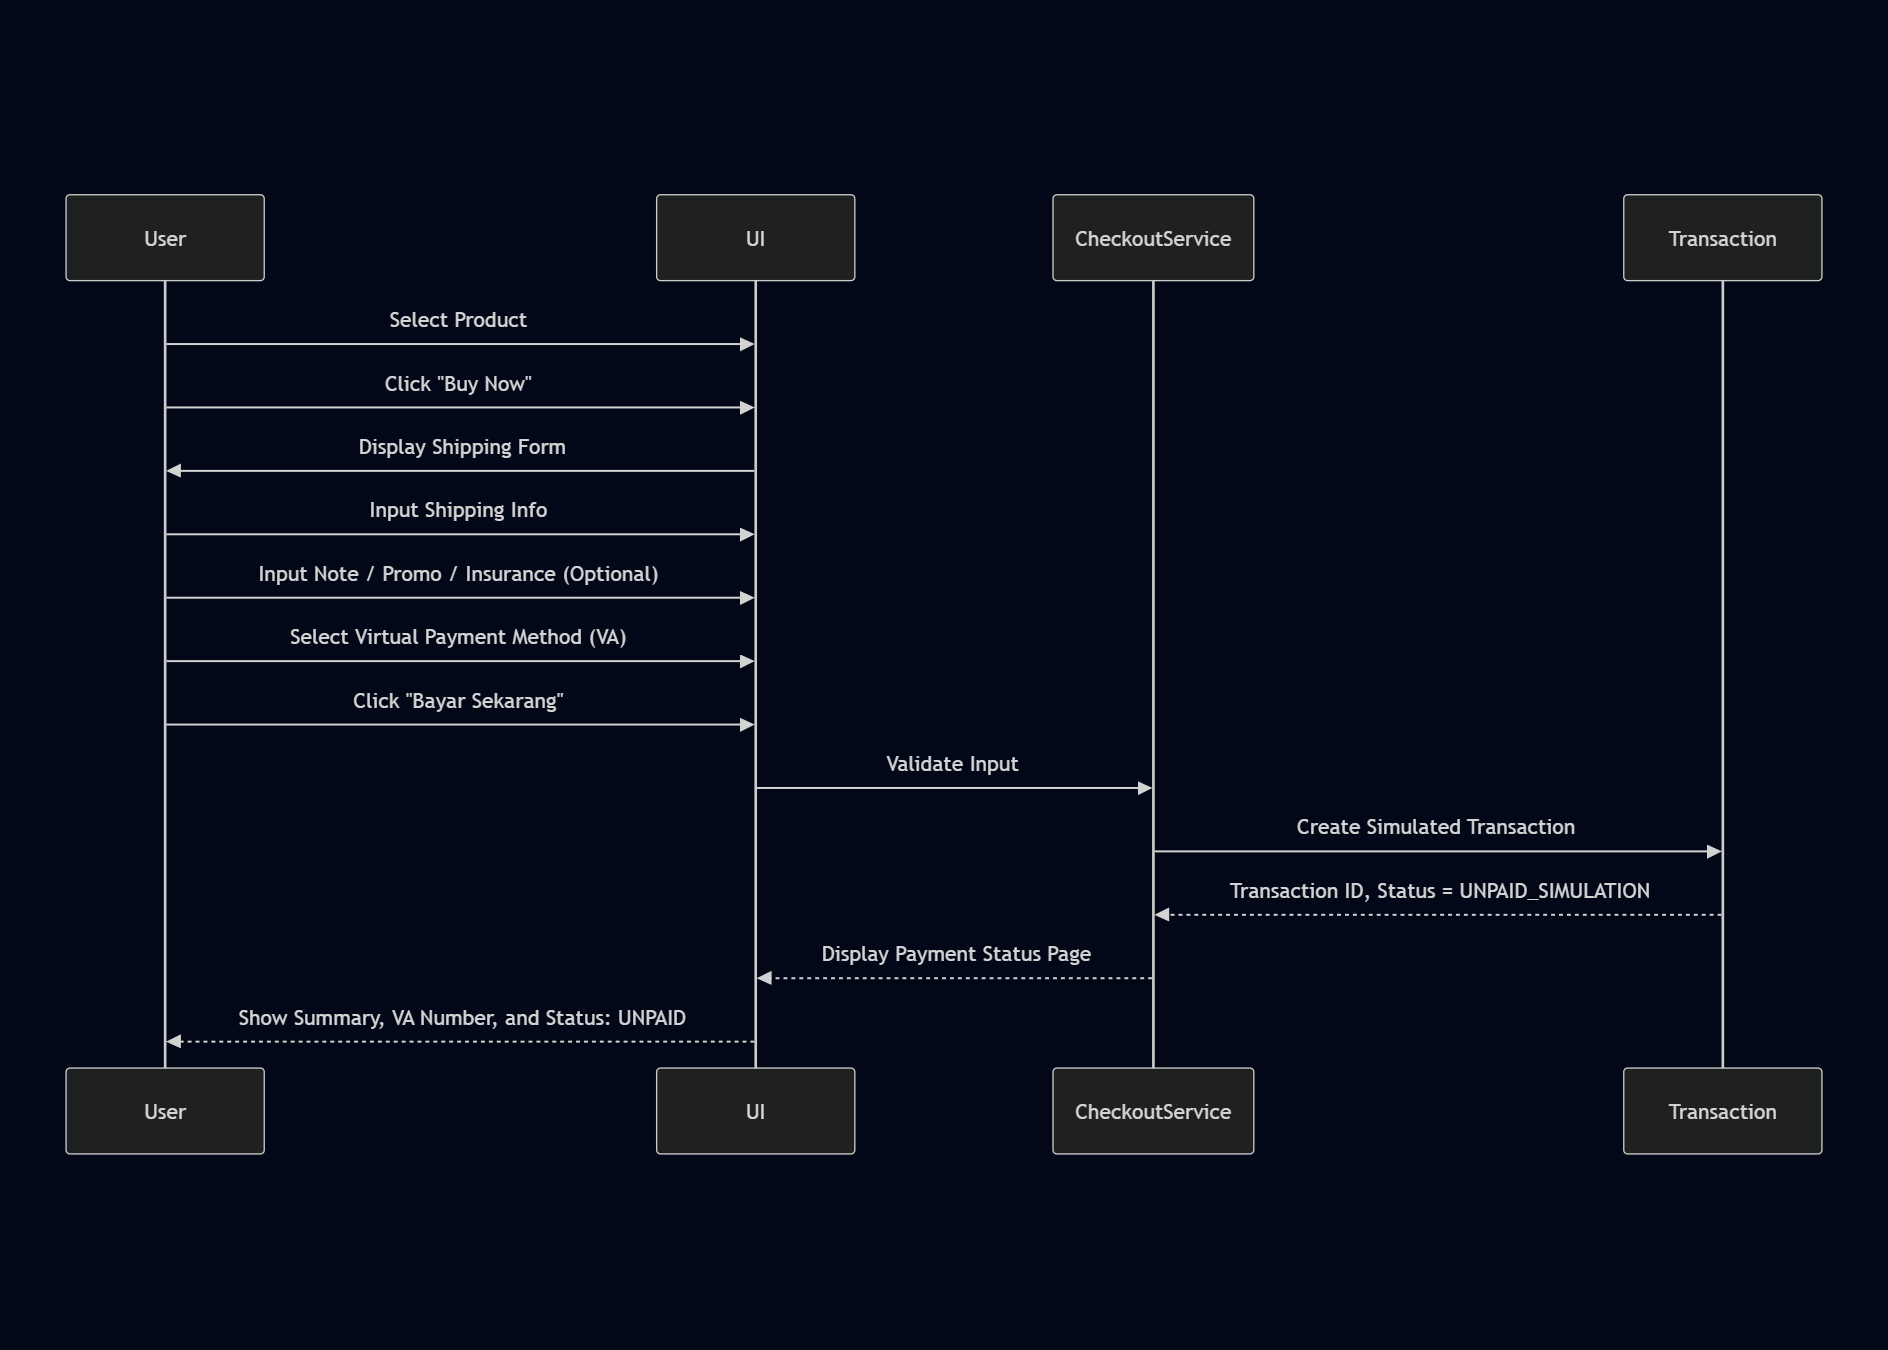 User
UI
CheckoutService
Transaction
Select Product
Click "Buy Now"
Display Shipping Form
Input Shipping Info
Input Note / Promo / Insurance (Optional)
Select Virtual Payment Method (VA)
Click "Bayar Sekarang"
Validate Input
Create Simulated Transaction
Transaction ID, Status = UNPAID_SIMULATION
Display Payment Status Page
Show Summary, VA Number, and Status: UNPAID
User
UI
CheckoutService
Transaction